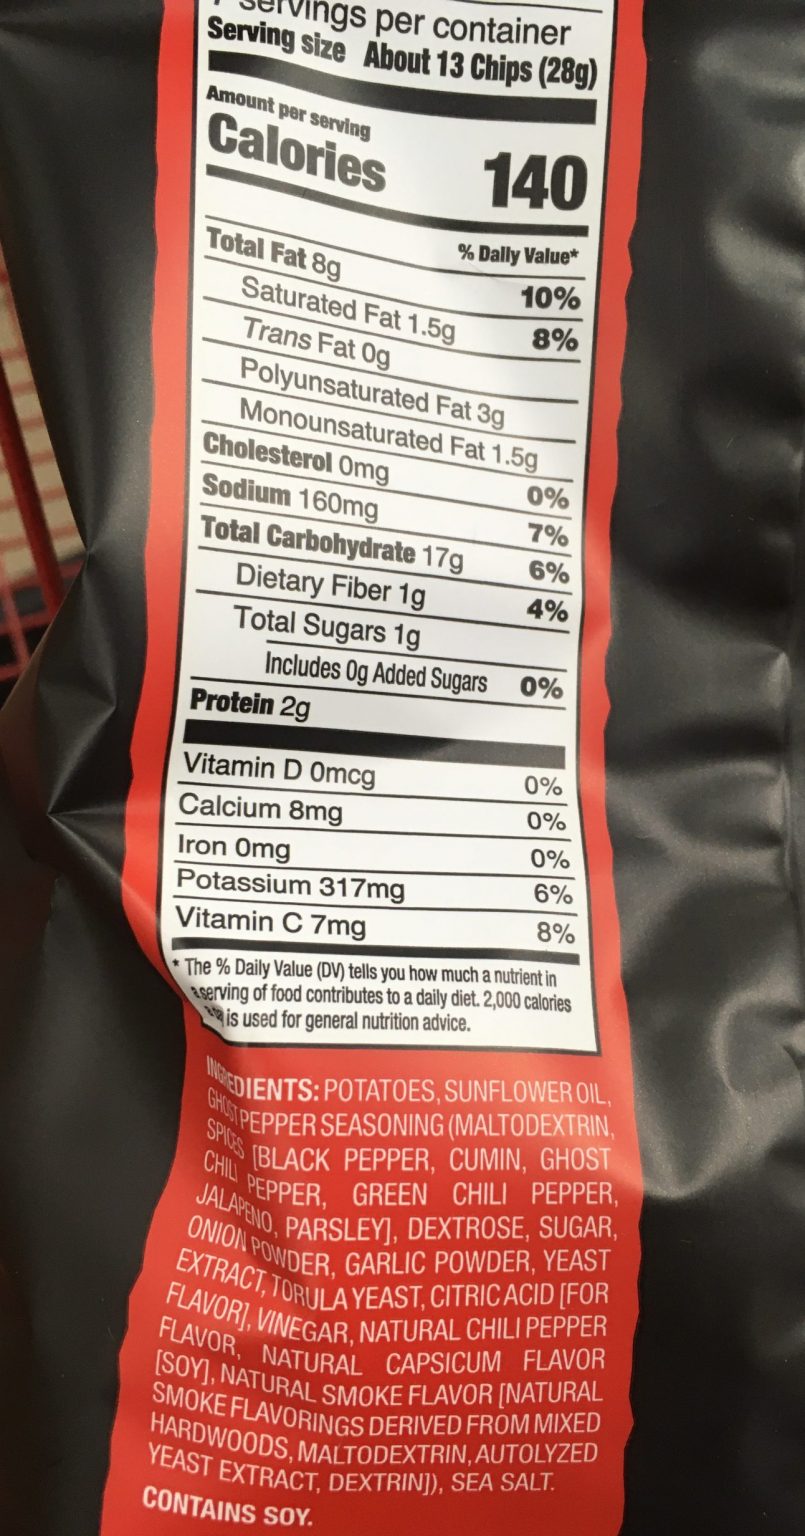 servings per container
Serving size About 13 Chips (28g)
Amount per serving
Calories 140
% Daily Value*
Total Fat 8g 10%
Saturated Fat 1.5g 8%
Trans Fat 0g
Polyunsaturated Fat 3g
Monounsaturated Fat 1.5g
Cholesterol 0mg 0%
Sodium 160mg 7%
Total Carbohydrate 17g 6%
Dietary Fiber 1g 4%
Total Sugars 1g
Includes 0g Added Sugars 0%
Protein 2g
Vitamin D 0mcg 0%
Calcium 8mg 0%
Iron 0mg 0%
Potassium 317mg 6%
Vitamin C 7mg 8%
* The % Daily Value (DV) tells you how much a nutrient in
a serving of food contributes to a daily diet. 2,000 calories
is used for general nutrition advice.
INGREDIENTS: POTATOES, SUNFLOWER OIL,
GHOST PEPPER SEASONING (MALTODEXTRIN,
SPICES [BLACK PEPPER, CUMIN, GHOST
CHILI PEPPER, GREEN CHILI PEPPER,
JALAPENO, PARSLEY], DEXTROSE, SUGAR,
ONION POWDER, GARLIC POWDER, YEAST
EXTRACT, TORULA YEAST, CITRIC ACID [FOR
FLAVOR], VINEGAR, NATURAL CHILI PEPPER
FLAVOR, NATURAL CAPSICUM FLAVOR
[SOY], NATURAL SMOKE FLAVOR [NATURAL
SMOKE FLAVORINGS DERIVED FROM MIXED
HARDWOODS, MALTODEXTRIN, AUTOLYZED
YEAST EXTRACT, DEXTRIN]), SEA SALT.
CONTAINS SOY.